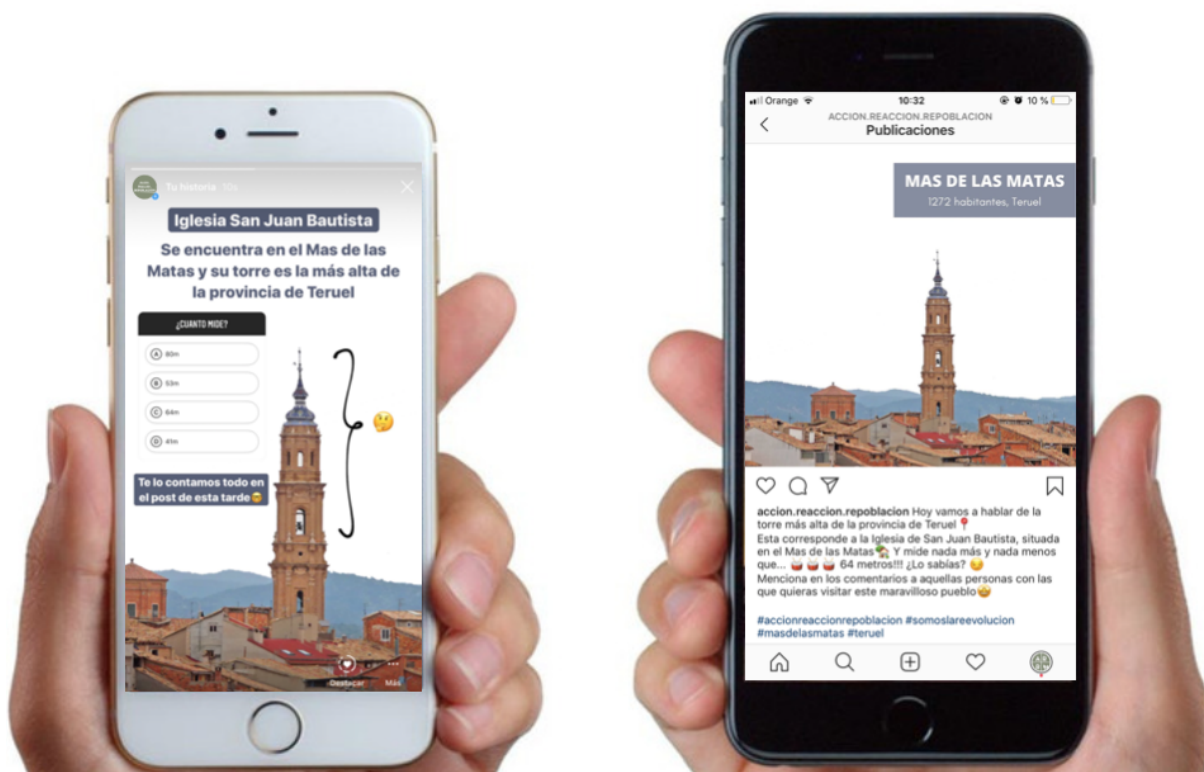 Tu historia 10s
Iglesia San Juan Bautista
Se encuentra en el Mas de las
Matas y su torre es la más alta de
la provincia de Teruel
¿CUANTO MIDE?
A 80m
B 53m
C 64m
D 41m
Te lo contamos todo en
el post de esta tarde🤓
Destacar
Más
Orange
10:32
10 %
ACCION.REACCION.REPOBLACION
Publicaciones
MAS DE LAS MATAS
1272 habitantes, Teruel
accion.reaccion.repoblacion Hoy vamos a hablar de la
torre más alta de la provincia de Teruel📍
Esta corresponde a la Iglesia de San Juan Bautista, situada
en el Mas de las Matas🏡 Y mide nada más y nada menos
que... 🥁🥁🥁 64 metros!!! ¿Lo sabías? 😏
Menciona en los comentarios a aquellas personas con las
que quieras visitar este maravilloso pueblo🤩
#accionreaccionrepoblacion #somoslareevolucion
#masdelasmatas #teruel